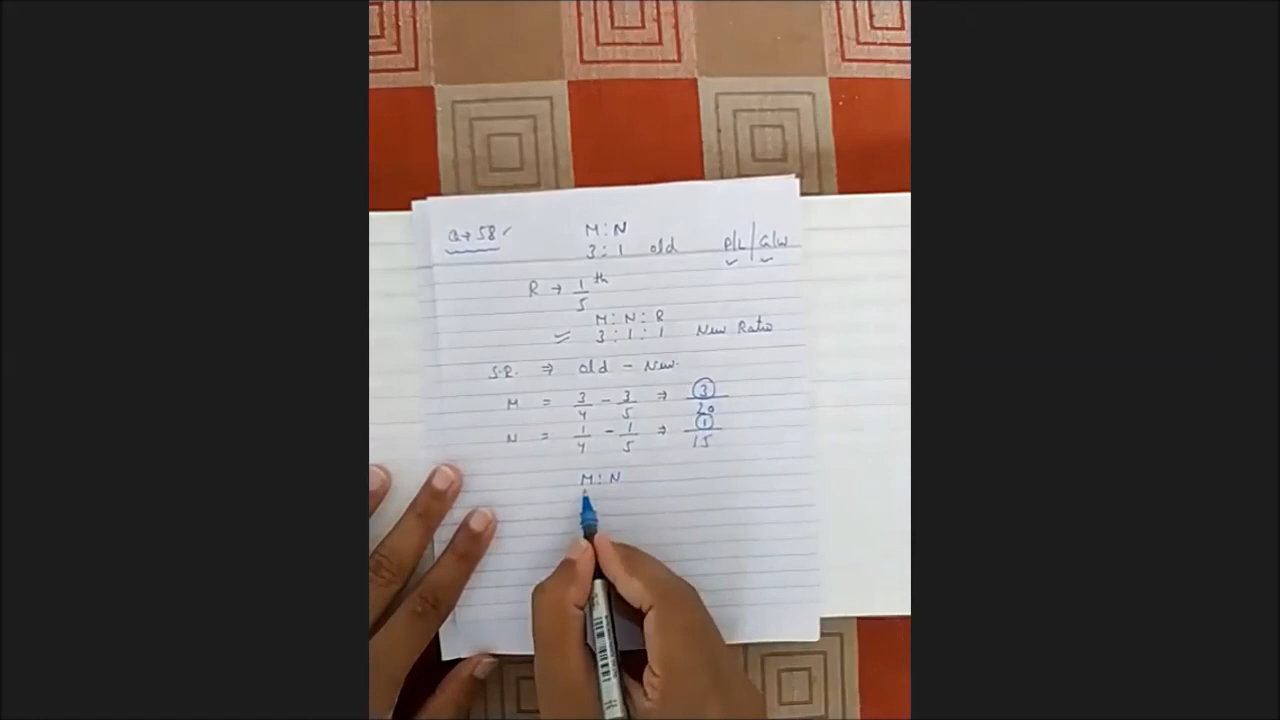 Q→58
M:N
3:1 old P/L | G/W
R → 1/5 th
M:N:R
= 3:1:1 New Ratio
S.R. ⇒ old - New.
M = 3/4 - 3/5 ⇒ 3/20
N = 1/4 - 1/5 ⇒ 1/15
M:N